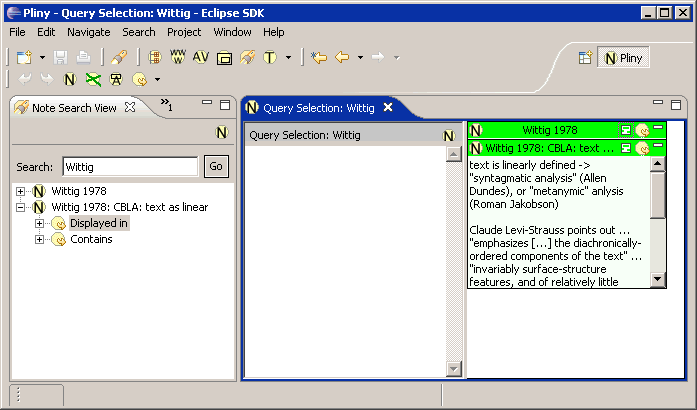 Pliny - Query Selection: Wittig - Eclipse SDK
File Edit Navigate Search Project Window Help
W AV T Pliny
N A
Note Search View »1
Query Selection: Wittig
N
Query Selection: Wittig N
N Wittig 1978
N Wittig 1978: CBLA: text ...
Search: Wittig Go
N Wittig 1978
N Wittig 1978: CBLA: text as linear
Displayed in
Contains
text is linearly defined ->
"syntagmatic analysis" (Allen
Dundes), or "metanymic" anlysis
(Roman Jakobson)
Claude Levi-Strauss points out ...
"emphasizes [...] the diachronically-
ordered components of the text" ...
"invariably surface-structure
features, and of relatively little